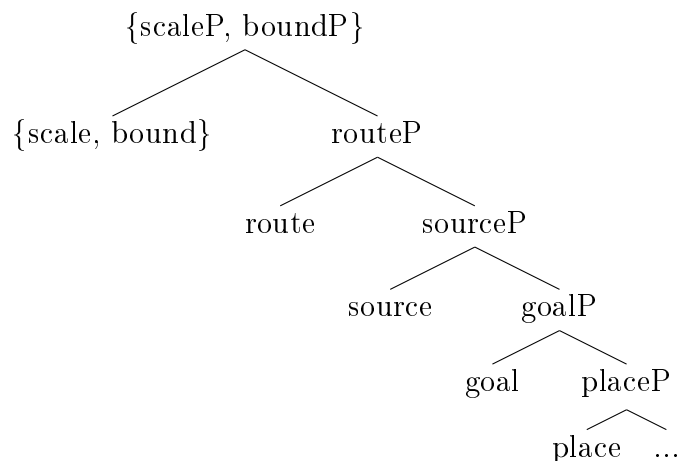 {scaleP, boundP}
{scale, bound} routeP
route sourceP
source goalP
goal placeP
place ...